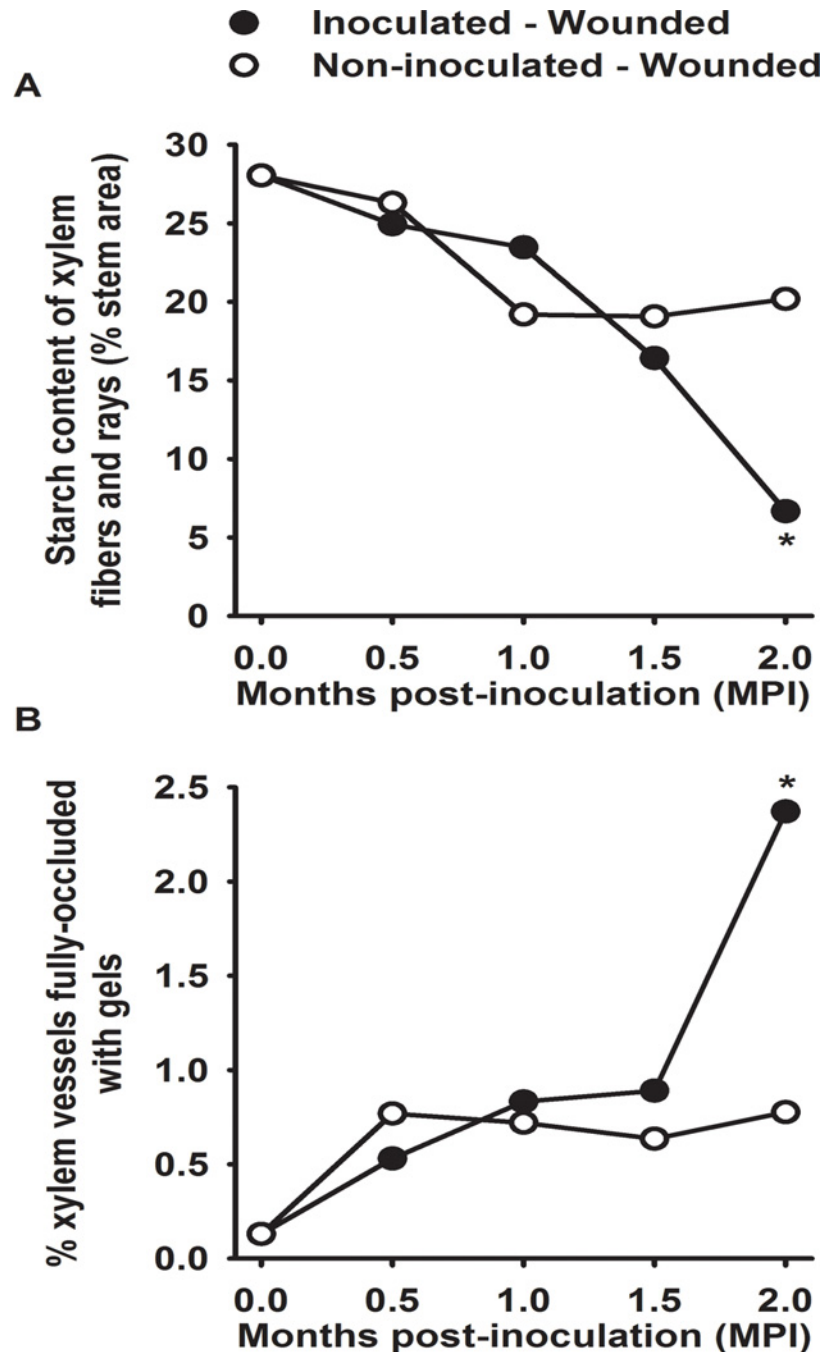 Inoculated - Wounded
Non-inoculated - Wounded
A
Starch content of xylem
fibers and rays (% stem area)
30
25
20
15
10
5
0
*
0.0 0.5 1.0 1.5 2.0
Months post-inoculation (MPI)
B
% xylem vessels fully-occluded
with gels
2.5
2.0
1.5
1.0
0.5
0.0
*
0.0 0.5 1.0 1.5 2.0
Months post-inoculation (MPI)